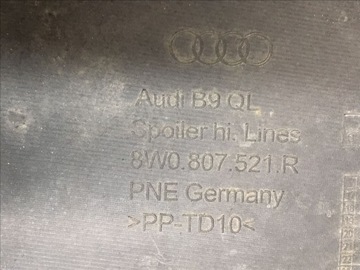 Audi B9 QL
Spoiler hi. Lines
8W0.807.521.R
PNE Germany
>PP-TD10<